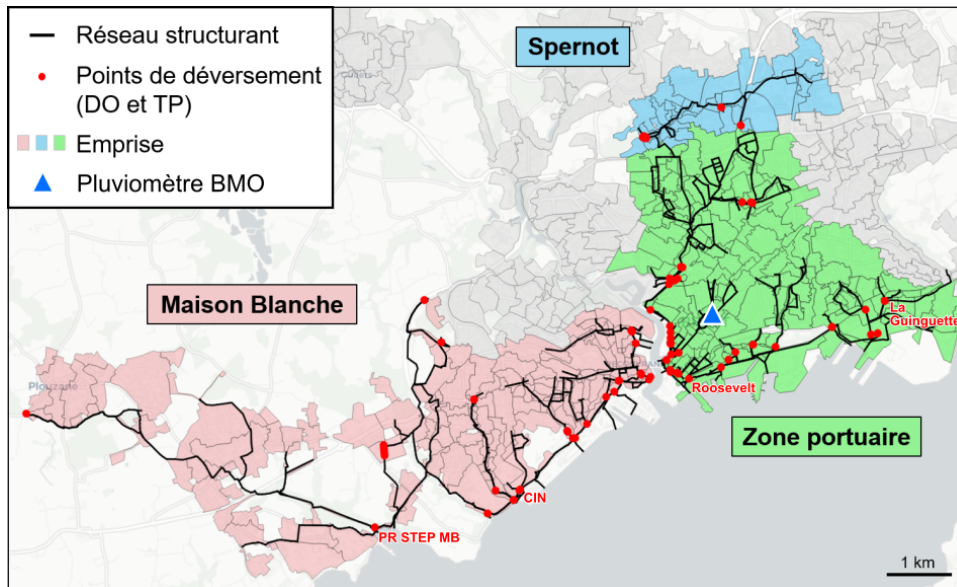 Réseau structurant
Points de déversement
(DO et TP)
Emprise
Pluviomètre BMO
Spernot
Maison Blanche
Plouzané
La
Guinguette
Roosevelt
Zone portuaire
CIN
PR STEP MB
1 km